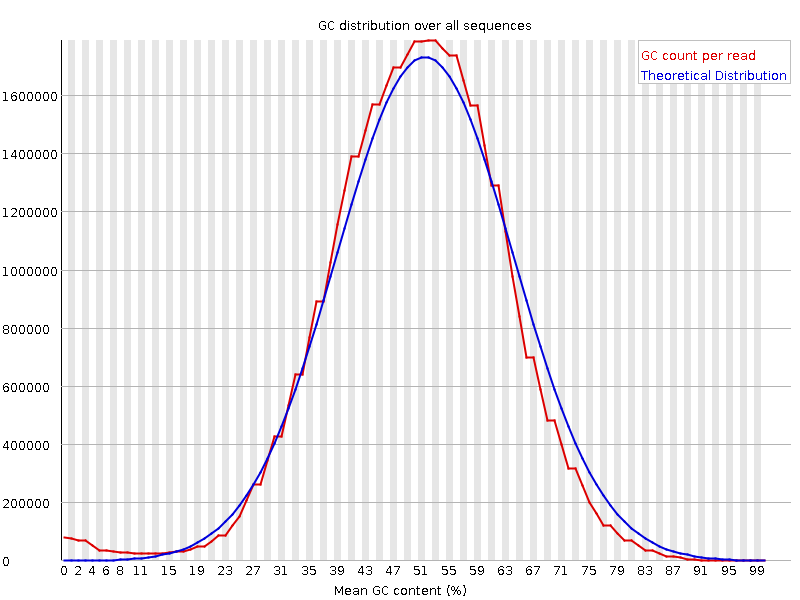 GC distribution over all sequences
GC count per read
Theoretical Distribution
1600000
1400000
1200000
1000000
800000
600000
400000
200000
0
0 2 4 6 8 11 15 19 23 27 31 35 39 43 47 51 55 59 63 67 71 75 79 83 87 91 95 99
Mean GC content (%)